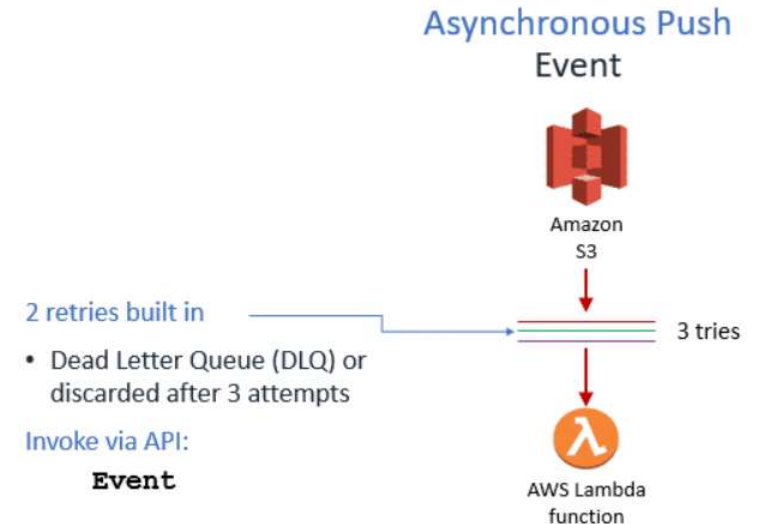 Asynchronous Push
Event
Amazon
S3
2 retries built in
3 tries
• Dead Letter Queue (DLQ) or
discarded after 3 attempts
Invoke via API:
Event
AWS Lambda
function